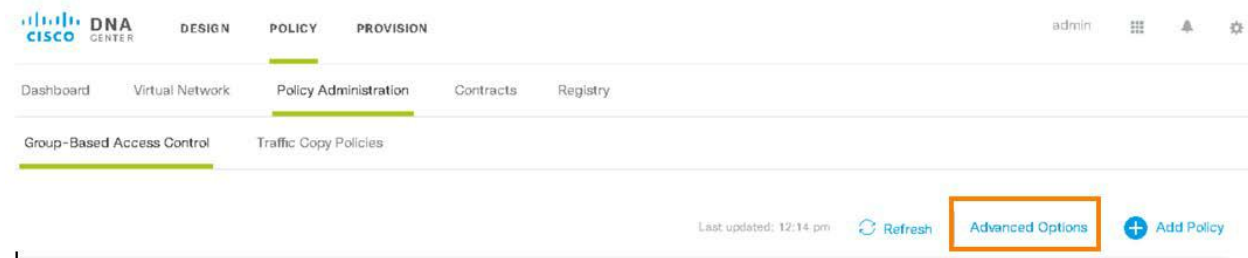 CISCO DNA CENTER DESIGN POLICY PROVISION admin
Dashboard Virtual Network Policy Administration Contracts Registry
Group-Based Access Control Traffic Copy Policies
Last updated: 12:14 pm Refresh Advanced Options Add Policy